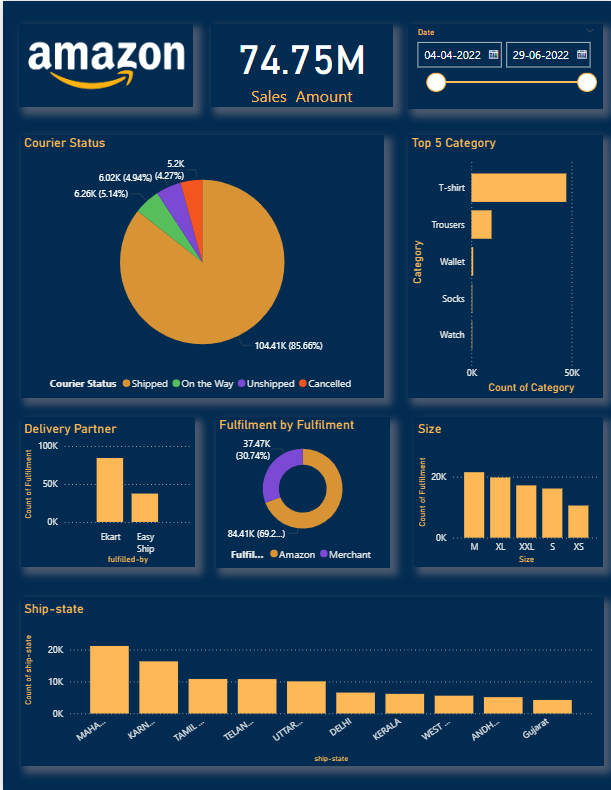 amazon
74.75M
Sales Amount
Date
04-04-2022
29-06-2022
Courier Status
5.2K
(4.27%)
6.02K (4.94%)
6.26K (5.14%)
104.41K (85.66%)
Courier Status Shipped On the Way Unshipped Cancelled
Top 5 Category
Category
T-shirt
Trousers
Wallet
Socks
Watch
0K 50K
Count of Category
Delivery Partner
Count of Fulfilment
100K
50K
0K
Ekart Easy
Ship
fulfilled-by
Fulfilment by Fulfilment
37.47K
(30.74%)
84.41K (69.2...)
Fulfil... Amazon Merchant
Size
Count of Fulfilment
20K
0K
M XL XXL S XS
Size
Ship-state
Count of ship-state
20K
10K
0K
MAHA... KARN... TAMIL ... TELAN... UTTAR... DELHI KERALA WEST ... ANDH... Gujarat
ship-state